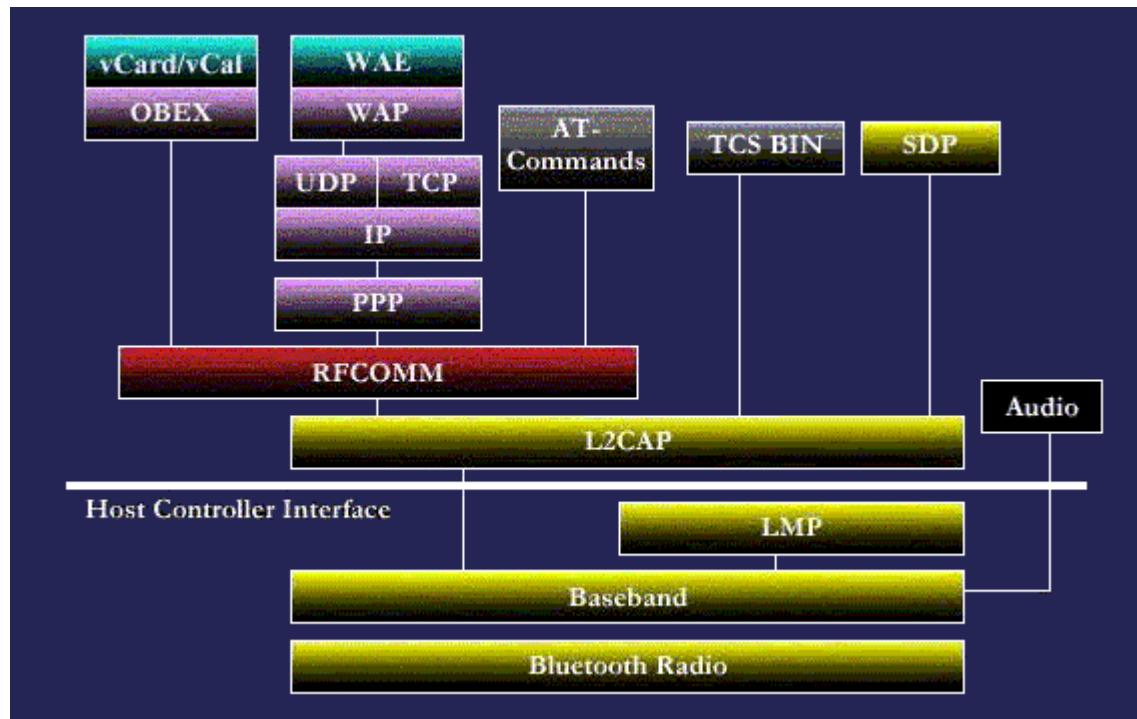 vCard/vCal
OBEX
WAE
WAP
AT-
Commands
TCS BIN
SDP
UDP
TCP
IP
PPP
RFCOMM
Audio
L2CAP
Host Controller Interface
LMP
Baseband
Bluetooth Radio